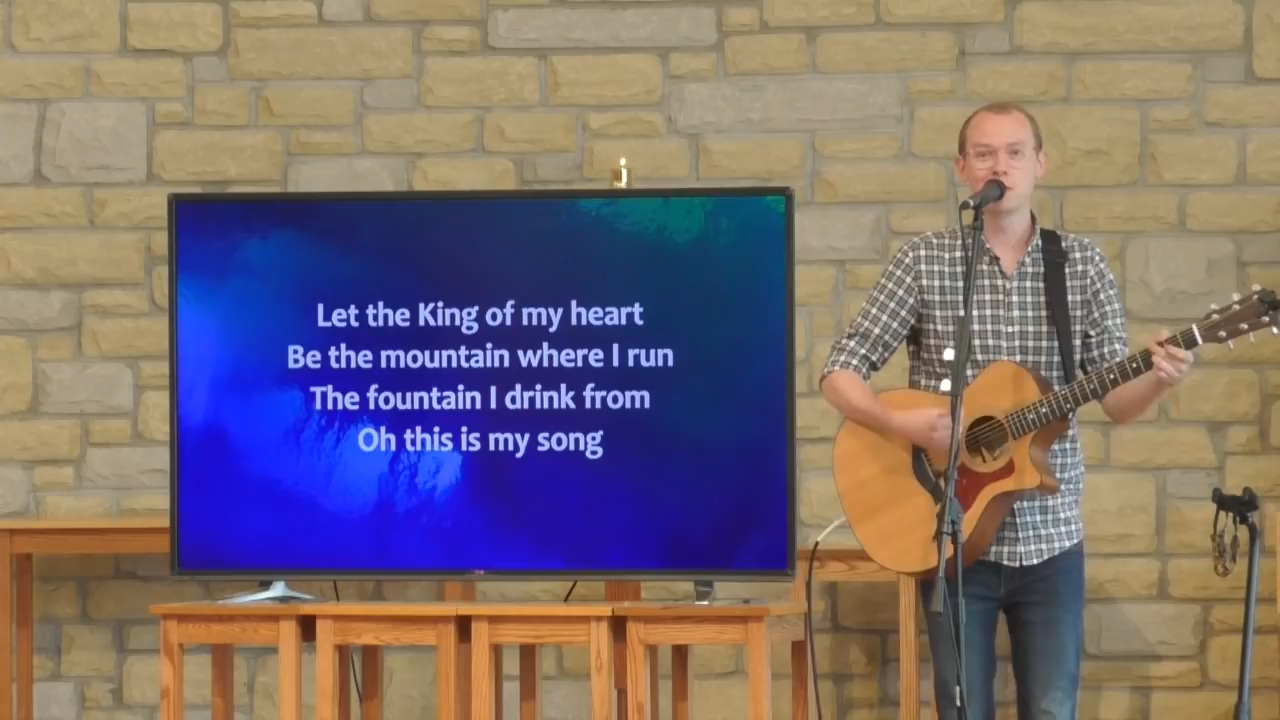 Let the King of my heart
Be the mountain where I run
The fountain I drink from
Oh this is my song